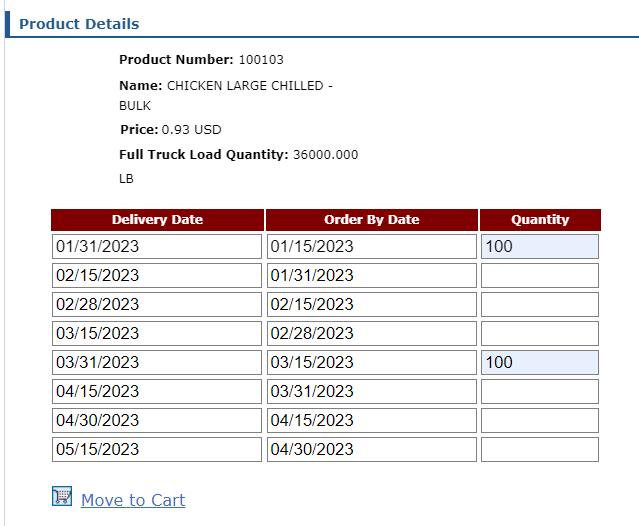 Product Details
Product Number: 100103
Name: CHICKEN LARGE CHILLED -
BULK
Price: 0.93 USD
Full Truck Load Quantity: 36000.000
LB
Delivery Date Order By Date Quantity
01/31/2023 01/15/2023 100
02/15/2023 01/31/2023
02/28/2023 02/15/2023
03/15/2023 02/28/2023
03/31/2023 03/15/2023 100
04/15/2023 03/31/2023
04/30/2023 04/15/2023
05/15/2023 04/30/2023
Move to Cart